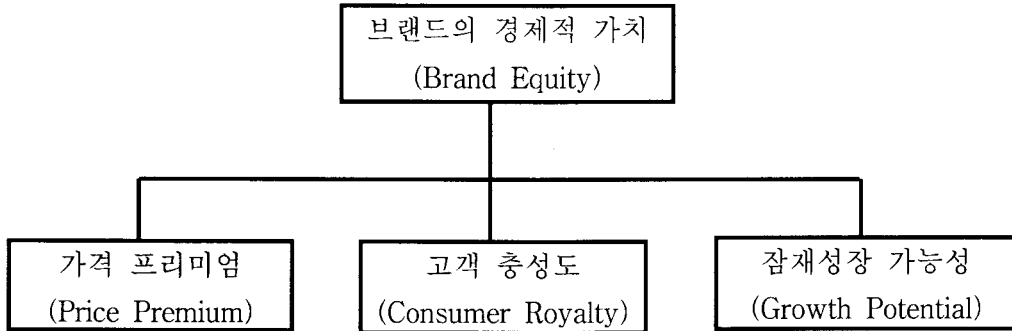 브랜드의 경제적 가치
(Brand Equity)
가격 프리미엄
(Price Premium)
고객 충성도
(Consumer Royalty)
잠재성장 가능성
(Growth Potential)